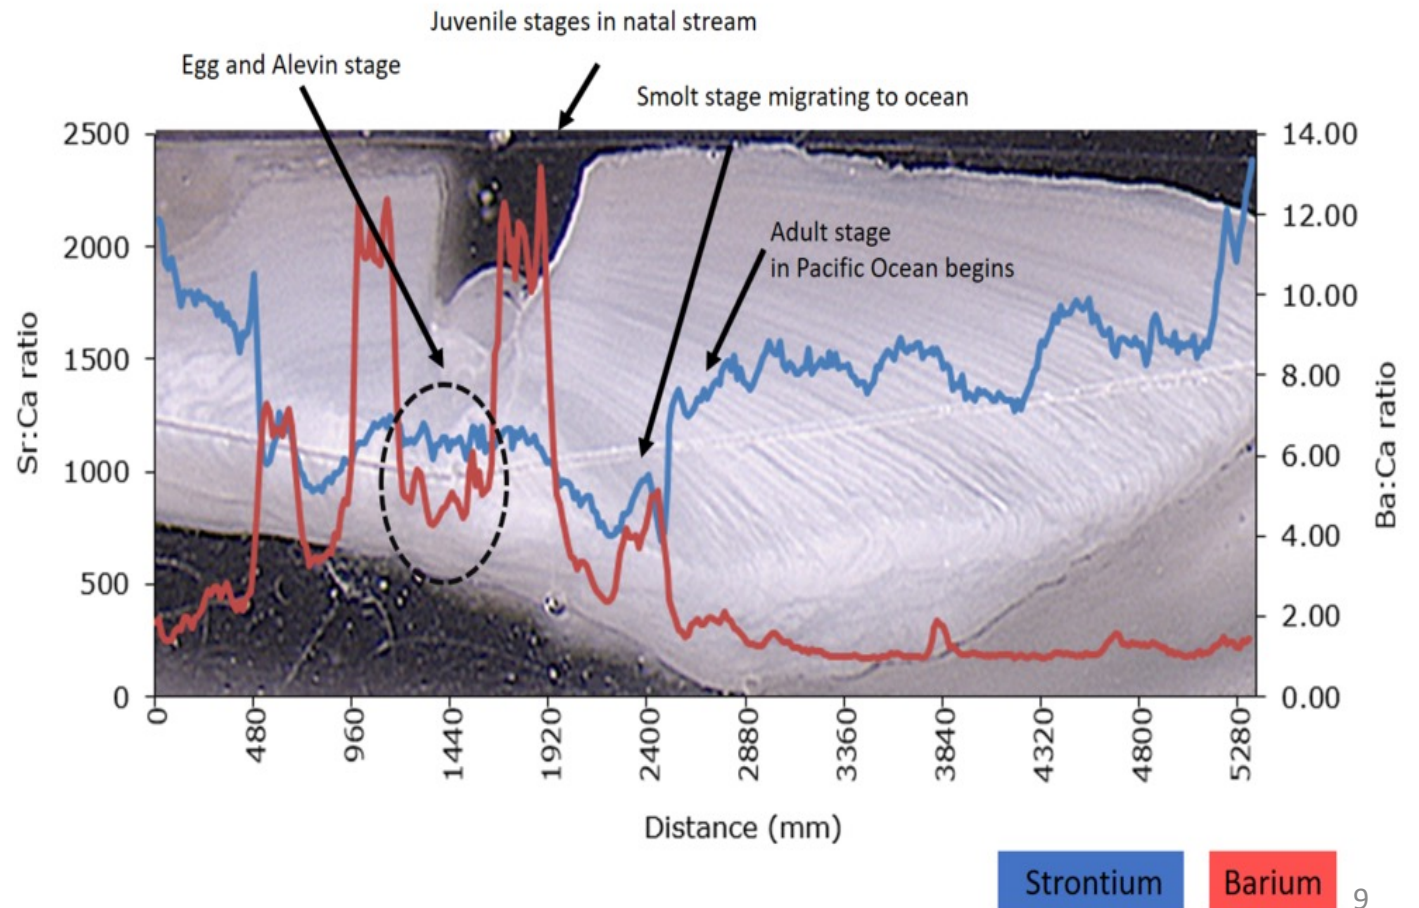 Juvenile stages in natal stream
Egg and Alevin stage
Smolt stage migrating to ocean
Adult stage
in Pacific Ocean begins
Sr:Ca ratio
2500
2000
1500
1000
500
0
14.00
12.00
10.00
8.00
6.00
4.00
2.00
0.00
Ba:Ca ratio
0
480
960
1440
1920
2400
2880
3360
3840
4320
4800
5280
Distance (mm)
Strontium
Barium
9